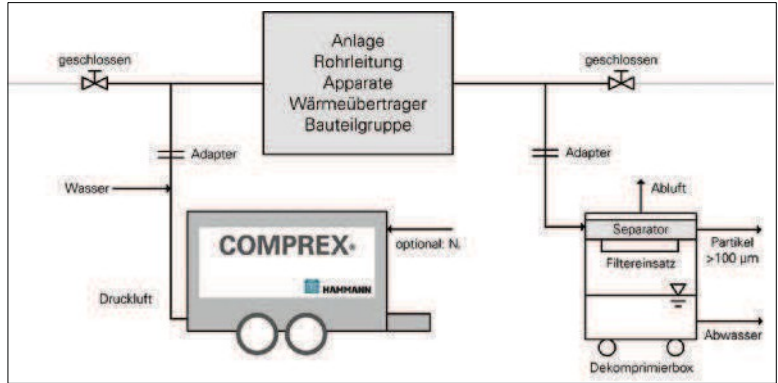 geschlossen
Anlage
Rohrleitung
Apparate
Wärmeübertrager
Bauteilgruppe
geschlossen
Adapter
Adapter
Wasser
Abluft
COMPREX®
optional: N₂
Separator
Partikel
>100 µm
Filtereinsatz
HAMMANN
Druckluft
Abwasser
Dekomprimierbox